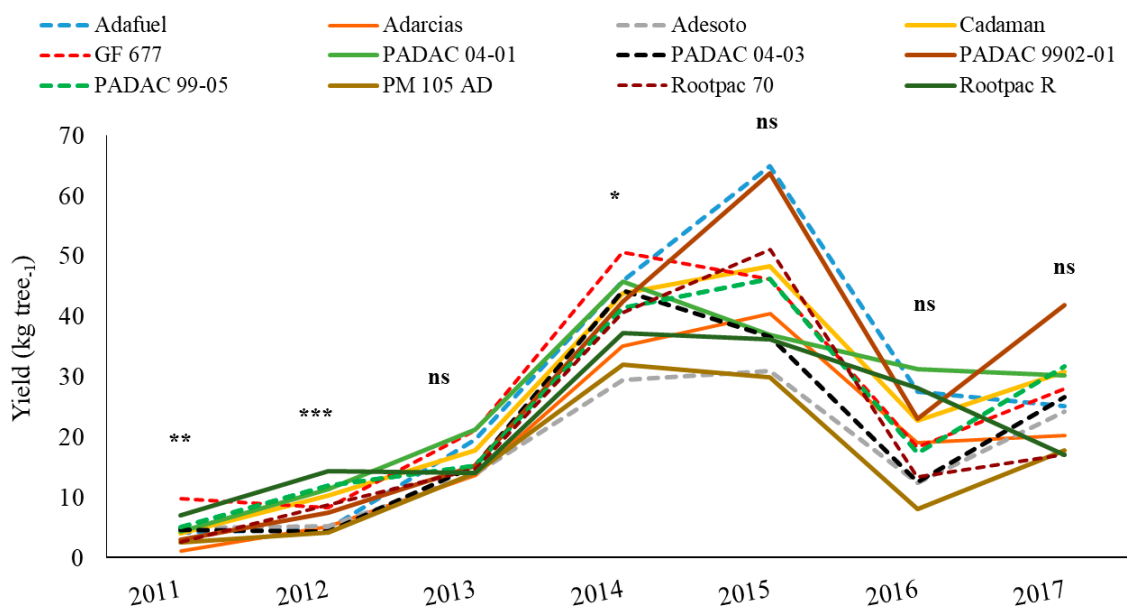 Adafuel Adarcias Adesoto Cadaman
GF 677 PADAC 04-01 PADAC 04-03 PADAC 9902-01
PADAC 99-05 PM 105 AD Rootpac 70 Rootpac R
Yield (kg tree-1)
70
60
50
40
30
20
10
0
**
***
ns
*
ns
ns
ns
2011 2012 2013 2014 2015 2016 2017